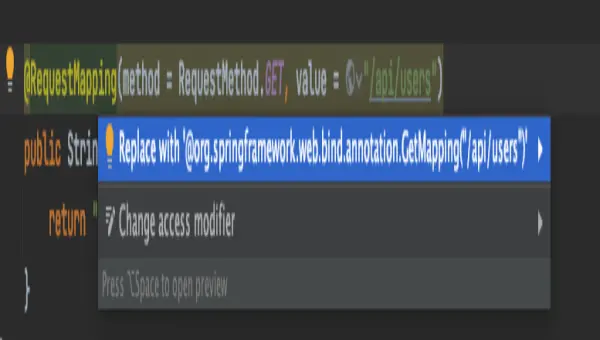 @RequestMapping(method = RequestMethod.GET, value = "/api/users")
Replace with '@org.springframework.web.bind.annotation.GetMapping("/api/users")'
public Strin
Change access modifier
return "
Press ⌥Space to open preview
}